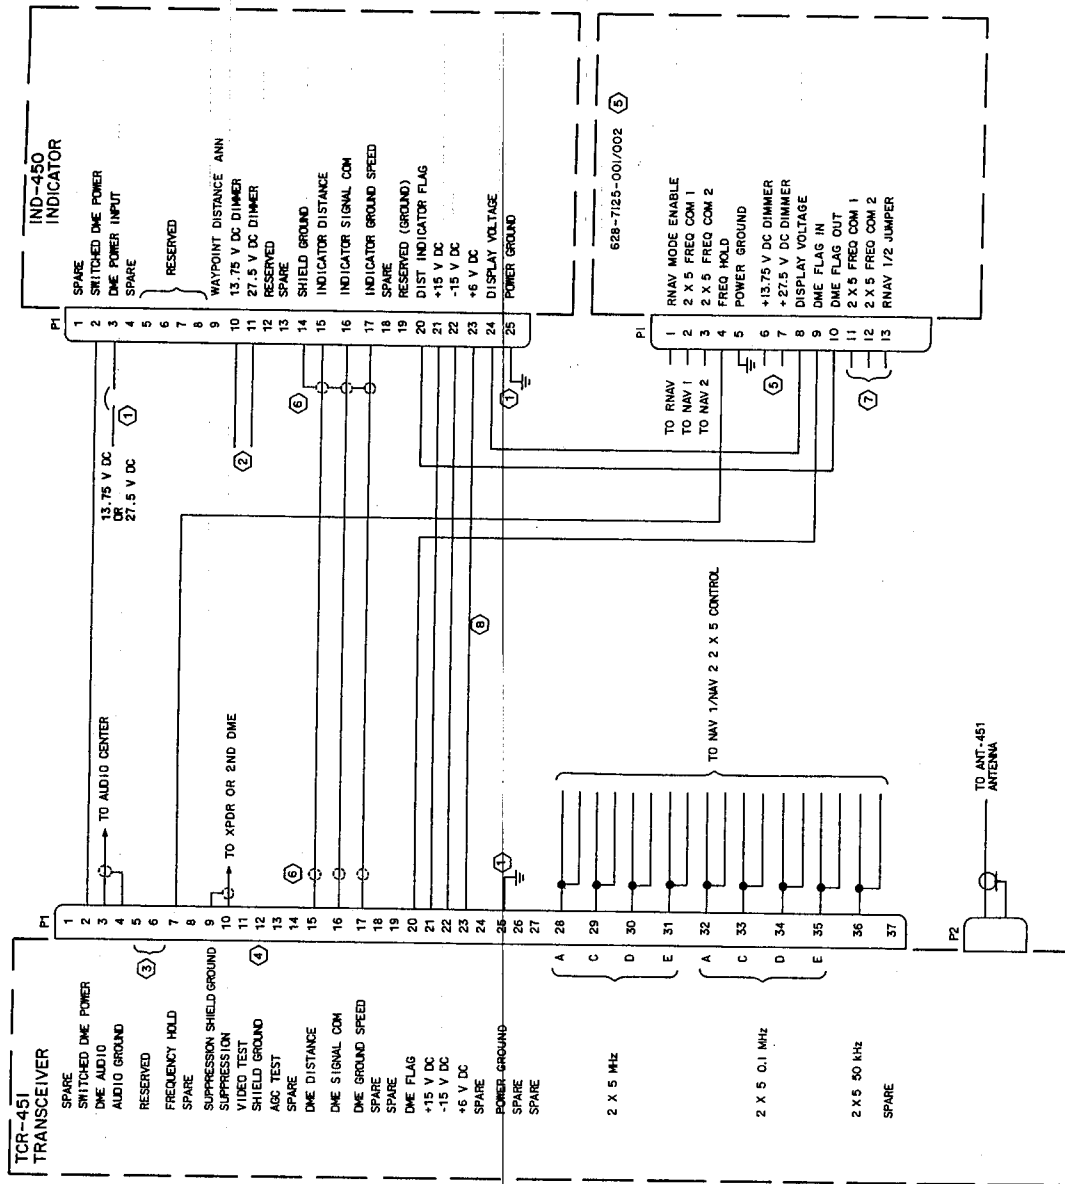 TCR-451
TRANSCEIVER
P1
SPARE 1
SWITCHED DME POWER 2
DME AUDIO 3
AUDIO GROUND 4
5
RESERVED 3
6
FREQUENCY HOLD 7
SPARE 8
SUPPRESSION SHIELD GROUND 9
SUPPRESSION 10
VIDEO TEST 11
SHIELD GROUND 4 12
AGC TEST 13
SPARE 14
DME DISTANCE 15
DME SIGNAL COM 16
DME GROUND SPEED 17
SPARE 18
SPARE 19
DME FLAG 20
+15 V DC 21
-15 V DC 22
+6 V DC 23
SPARE 24
POWER GROUND 25
SPARE 26
SPARE 27
2 X 5 MHz
A 28
C 29
D 30
E 31
2 X 5 0.1 MHz
A 32
C 33
D 34
E 35
2 X 5 50 kHz 36
SPARE 37
P2
TO AUDIO CENTER
TO XPDR OR 2ND DME
6
1
8
TO NAV 1/NAV 2 2 X 5 CONTROL
TO ANT-451
ANTENNA
13.75 V DC
OR
27.5 V DC
1
2
6
1
IND-450
INDICATOR
P1
1 SPARE
2 SWITCHED DME POWER
3 DME POWER INPUT
4 SPARE
5
6
RESERVED
7
8
9 WAYPOINT DISTANCE ANN
10 13.75 V DC DIMMER
11 27.5 V DC DIMMER
12 RESERVED
13 SPARE
14 SHIELD GROUND
15 INDICATOR DISTANCE
16 INDICATOR SIGNAL COM
17 INDICATOR GROUND SPEED
18 SPARE
19 RESERVED (GROUND)
20 DIST INDICATOR FLAG
21 +15 V DC
22 -15 V DC
23 +6 V DC
24 DISPLAY VOLTAGE
25 POWER GROUND
628-7125-001/002 5
P1
TO RNAV 1 RNAV MODE ENABLE
TO NAV 1 2 2 X 5 FREQ COM 1
TO NAV 2 3 2 X 5 FREQ COM 2
4 FREQ HOLD
5 POWER GROUND
5
6 +13.75 V DC DIMMER
7 +27.5 V DC DIMMER
8 DISPLAY VOLTAGE
9 DME FLAG IN
10 DME FLAG OUT
7
11 2 X 5 FREQ COM 1
12 2 X 5 FREQ COM 2
13 RNAV 1/2 JUMPER